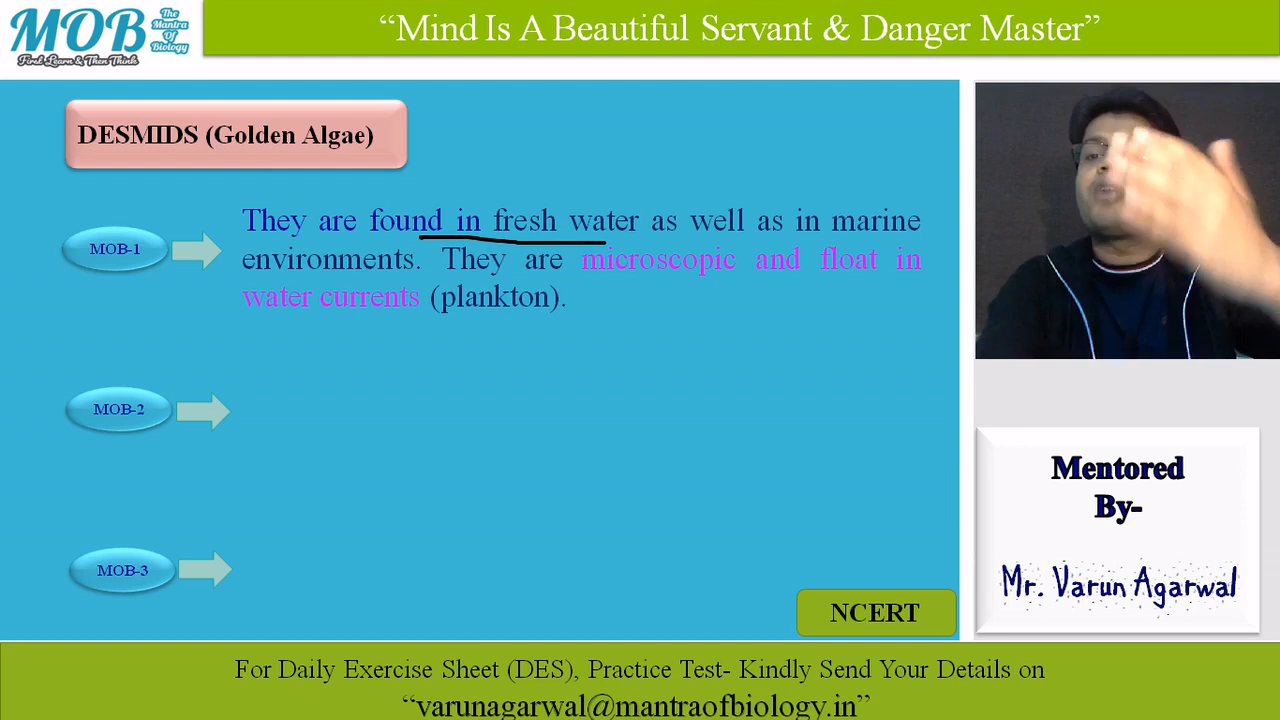 MOB
The
Mantra
Of
Biology
First Learn & Then Think
“Mind Is A Beautiful Servant & Danger Master”
DESMIDS (Golden Algae)
MOB-1
They are found in fresh water as well as in marine
environments. They are microscopic and float in
water currents (plankton).
MOB-2
MOB-3
NCERT
Mentored
By-
Mr. Varun Agarwal
For Daily Exercise Sheet (DES), Practice Test- Kindly Send Your Details on
“varunagarwal@mantraofbiology.in”